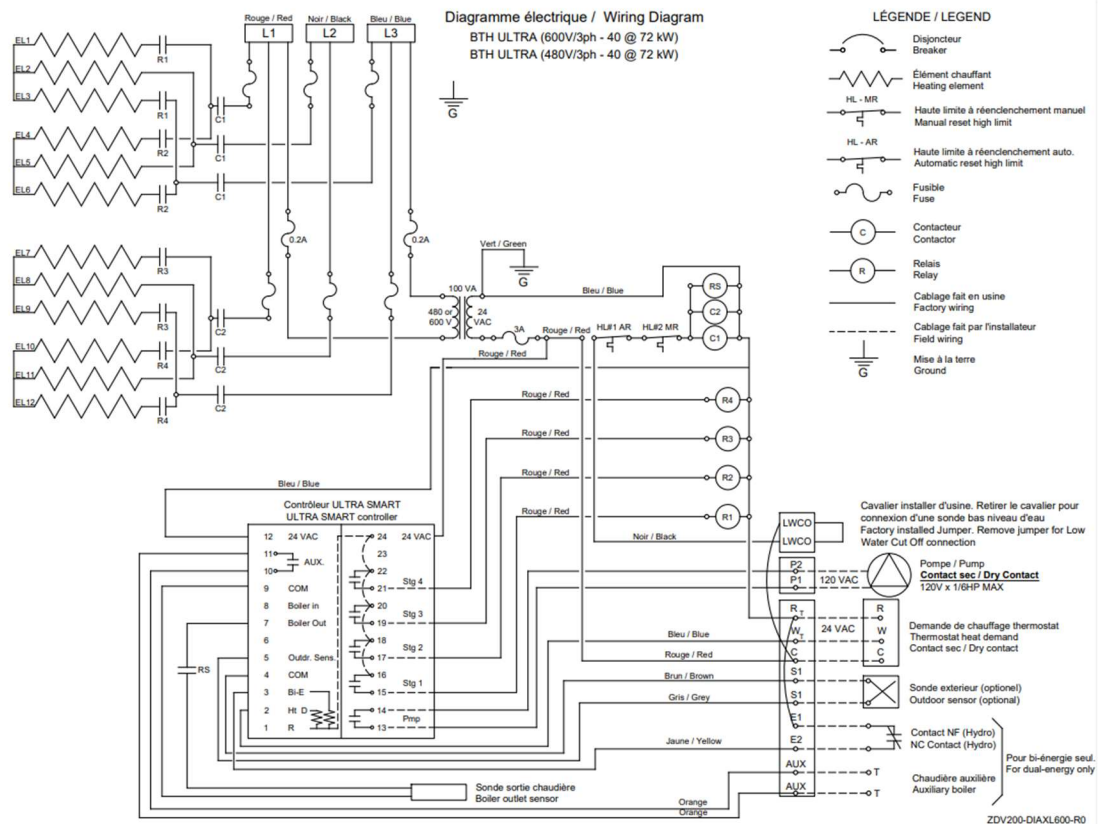 Diagramme électrique / Wiring Diagram
BTH ULTRA (600V/3ph - 40 @ 72 kW)
BTH ULTRA (480V/3ph - 40 @ 72 kW)
Rouge / Red
Noir / Black
Bleu / Blue
L1
L2
L3
EL1
R1
EL2
EL3
R1
C1
EL4
R2
C1
EL5
EL6
R2
C1
G
0.2A
0.2A
EL7
R3
EL8
EL9
R3
C2
EL10
R4
C2
EL11
EL12
R4
C2
Vert / Green
G
100 VA
480 or
600 V
24
VAC
3A
Bleu / Blue
Rouge / Red
HL#1 AR
HL#2 MR
RS
C2
C1
Rouge / Red
Rouge / Red
R4
Rouge / Red
R3
Rouge / Red
R2
Rouge / Red
R1
Noir / Black
Bleu / Blue
Contrôleur ULTRA SMART
ULTRA SMART controller
12 24 VAC
11
10
AUX.
9 COM
8 Boiler in
7 Boiler Out
6
5 Outdr. Sens.
4 COM
3 Bi-E
2 Ht D
1 R
24 24 VAC
23
22
21 Stg 4
20
19 Stg 3
18
17 Stg 2
16
15 Stg 1
14
13 Pmp
RS
Sonde sortie chaudière
Boiler outlet sensor
Bleu / Blue
Rouge / Red
Brun / Brown
Gris / Grey
Jaune / Yellow
Orange
Orange
LWCO
LWCO
Cavalier installer d'usine. Retirer le cavalier pour
connexion d'une sonde bas niveau d'eau
Factory installed Jumper. Remove jumper for Low
Water Cut Off connection
P2
P1
120 VAC
Pompe / Pump
Contact sec / Dry Contact
120V x 1/6HP MAX
RT
WT
C
24 VAC
R
W
C
Demande de chauffage thermostat
Thermostat heat demand
Contact sec / Dry contact
S1
S1
Sonde exterieur (optionel)
Outdoor sensor (optional)
E1
E2
Contact NF (Hydro)
NC Contact (Hydro)
AUX
AUX
T
T
Chaudière auxilière
Auxiliary boiler
Pour bi-énergie seul.
For dual-energy only
LÉGENDE / LEGEND
Disjoncteur
Breaker
Élément chauffant
Heating element
HL - MR
Haute limite à réenclenchement manuel
Manual reset high limit
HL - AR
Haute limite à réenclenchement auto.
Automatic reset high limit
Fusible
Fuse
C
Contacteur
Contactor
R
Relais
Relay
Cablage fait en usine
Factory wiring
Cablage fait par l'installateur
Field wiring
G
Mise à la terre
Ground
ZDV200-DIAXL600-R0